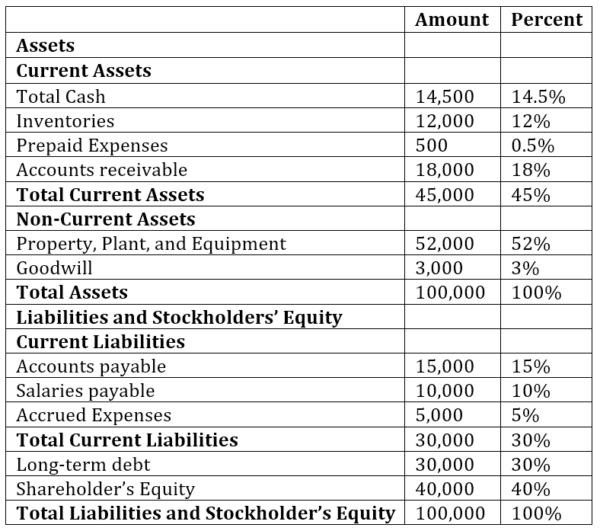 Amount Percent
Assets
Current Assets
Total Cash 14,500 14.5%
Inventories 12,000 12%
Prepaid Expenses 500 0.5%
Accounts receivable 18,000 18%
Total Current Assets 45,000 45%
Non-Current Assets
Property, Plant, and Equipment 52,000 52%
Goodwill 3,000 3%
Total Assets 100,000 100%
Liabilities and Stockholders’ Equity
Current Liabilities
Accounts payable 15,000 15%
Salaries payable 10,000 10%
Accrued Expenses 5,000 5%
Total Current Liabilities 30,000 30%
Long-term debt 30,000 30%
Shareholder’s Equity 40,000 40%
Total Liabilities and Stockholder’s Equity 100,000 100%